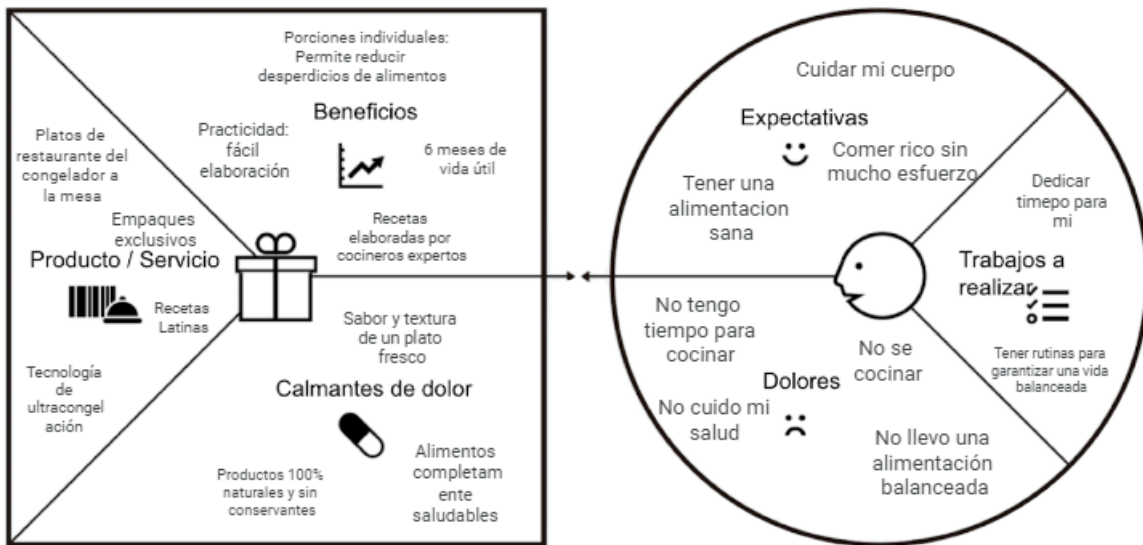 Porciones individuales:
Permite reducir
desperdicios de alimentos
Beneficios
Practicidad:
fácil
elaboración
6 meses de
vida útil
Recetas
elaboradas por
cocineros expertos
Platos de
restaurante del
congelador a
la mesa
Empaques
exclusivos
Producto / Servicio
Recetas
Latinas
Tecnología
de
ultracongel
ación
Sabor y textura
de un plato
fresco
Calmantes de dolor
Productos 100%
naturales y sin
conservantes
Alimentos
completam
ente
saludables
Cuidar mi cuerpo
Expectativas
Comer rico sin
mucho esfuerzo
Tener una
alimentacion
sana
Dedicar
timepo para
mi
Trabajos a
realizar
Tener rutinas para
garantizar una vida
balanceada
No tengo
tiempo para
cocinar
No se
cocinar
Dolores
No cuido mi
salud
No llevo una
alimentación
balanceada